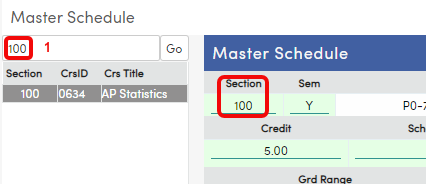 Master Schedule
100 1 Go
Section CrsID Crs Title
100 0634 AP Statistics
Master Schedule
Section Sem
100 Y P0-7
Credit Sch
5.00
Grd Range